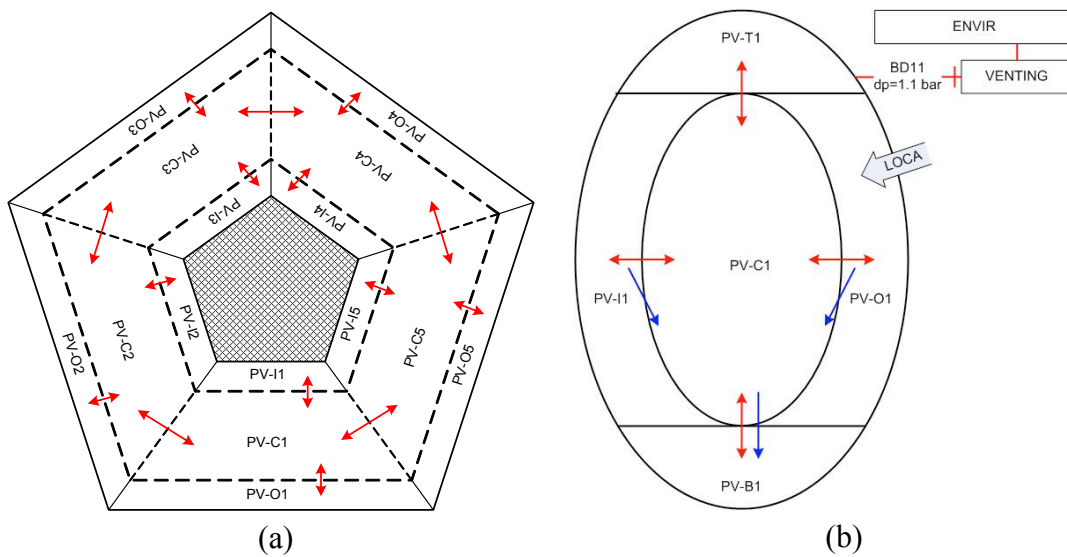 PV-O3
PV-O4
PV-C3
PV-C4
PV-I3
PV-I4
PV-O2
PV-C2
PV-I2
PV-I5
PV-C5
PV-O5
PV-I1
PV-C1
PV-O1
(a)
PV-T1
ENVIR
BD11
dp=1.1 bar
VENTING
LOCA
PV-C1
PV-I1
PV-O1
PV-B1
(b)